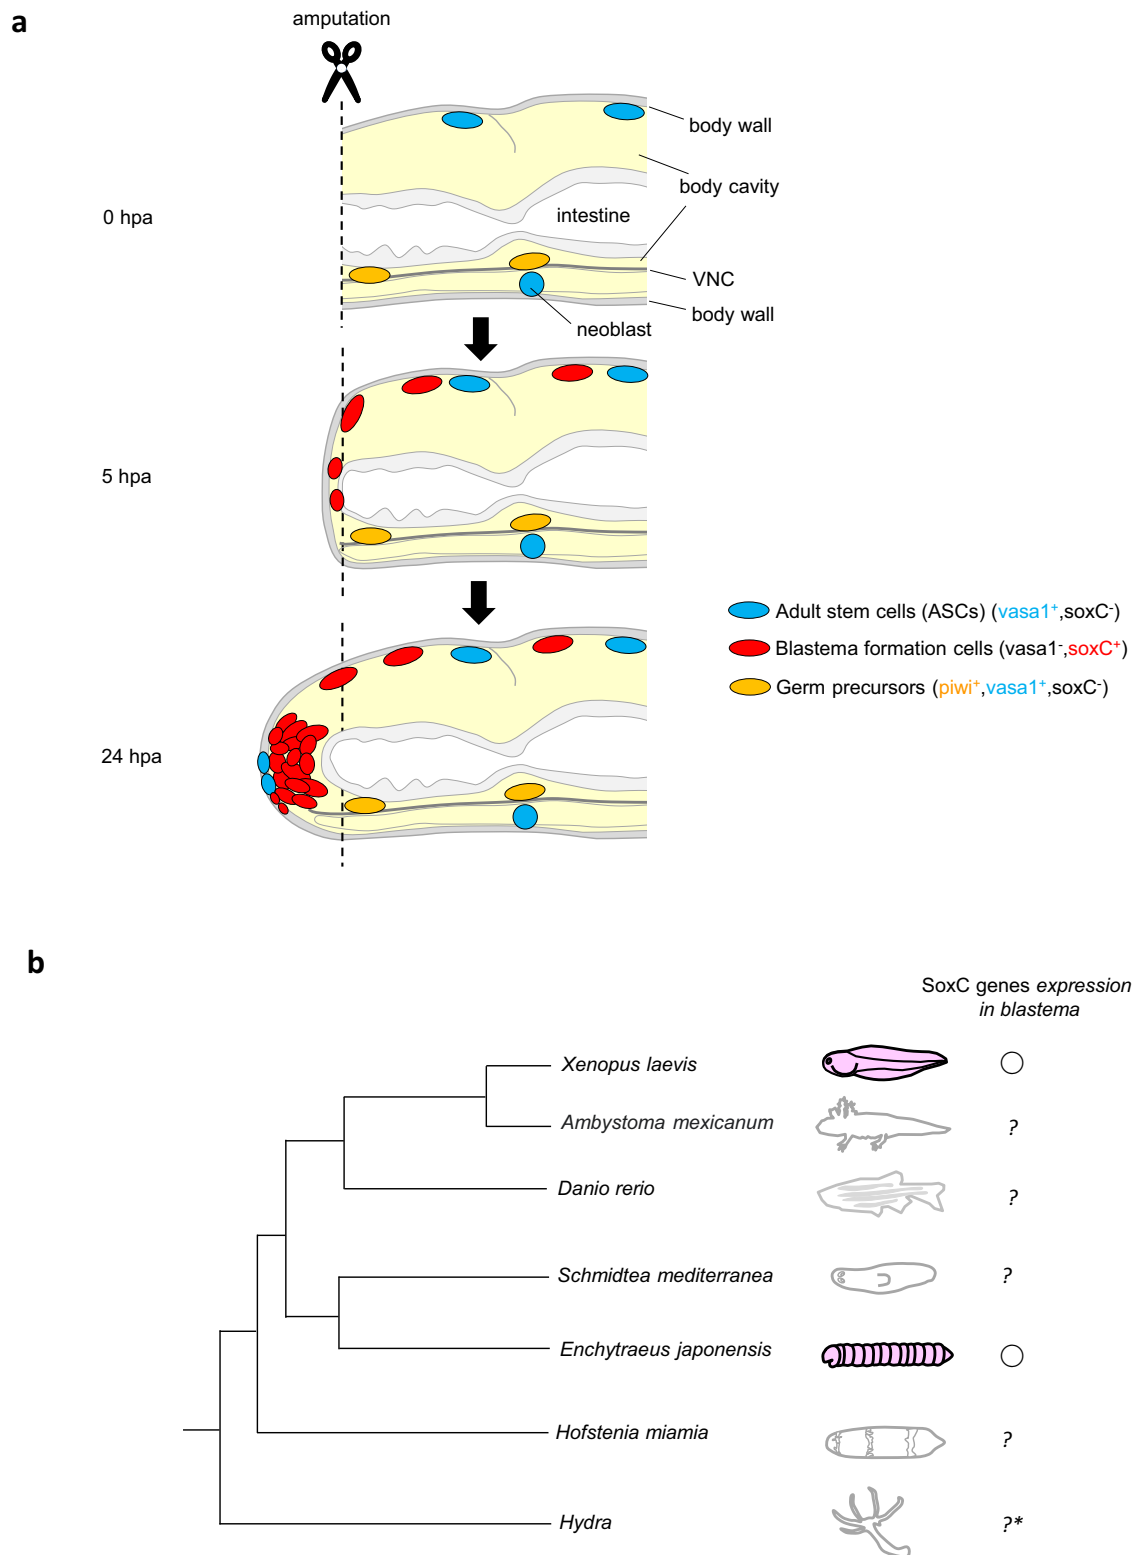 a
amputation
body wall
body cavity
0 hpa
intestine
VNC
body wall
neoblast
5 hpa
Adult stem cells (ASCs) (vasa1⁺,soxC⁻)
Blastema formation cells (vasa1⁻,soxC⁺)
Germ precursors (piwi⁺,vasa1⁺,soxC⁻)
24 hpa
b
SoxC genes expression
in blastema
Xenopus laevis
Ambystoma mexicanum ?
Danio rerio ?
Schmidtea mediterranea ?
Enchytraeus japonensis
Hofstenia miamia ?
Hydra ?*